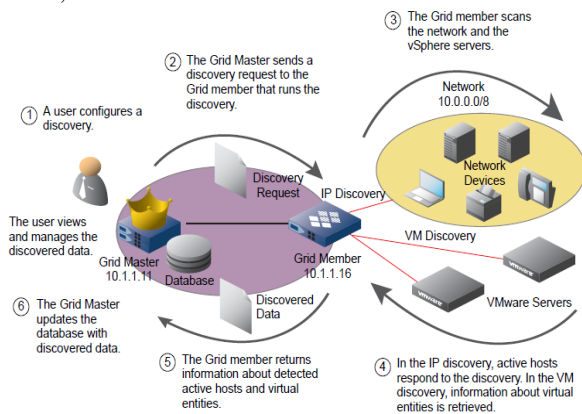 ③ The Grid member scans
the network and the
vSphere servers.
② The Grid Master sends a
discovery request to the
Grid member that runs the
discovery.
① A user configures a
discovery.
Network
10.0.0.0/8
Network
Devices
Discovery
Request
IP Discovery
VM Discovery
The user views
and manages the
discovered data.
Grid Master
10.1.1.11
Database
Grid Member
10.1.1.16
Discovered
Data
vmware
vmware
VMware Servers
⑥ The Grid Master
updates the
database with
discovered data.
⑤ The Grid member returns
information about detected
active hosts and virtual
entities.
④ In the IP discovery, active hosts
respond to the discovery. In the VM
discovery, information about virtual
entities is retrieved.